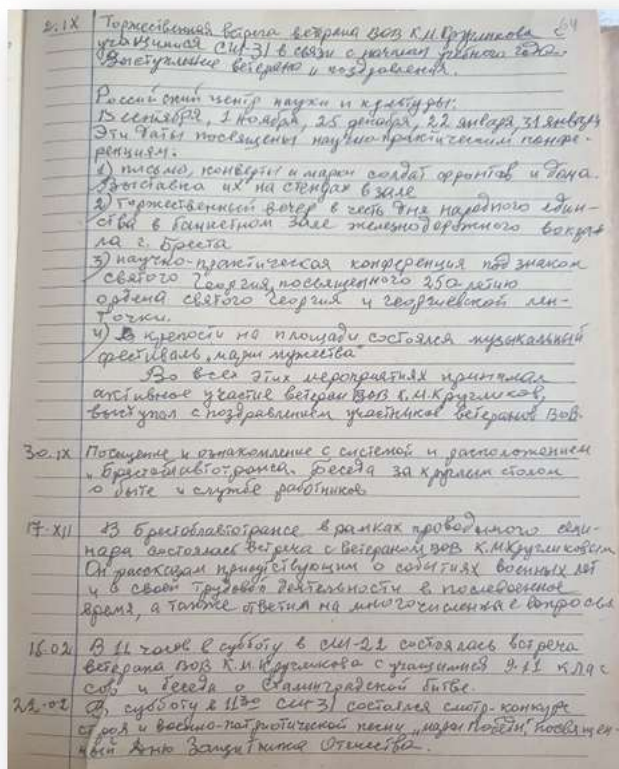 64
2.IX Торжественная встреча ветерана ВОВ К.М. Кругликова с
учащимися СШ-31 в связи с началом учебного года.
Выступление ветерана и поздравления.
Российский центр науки и культуры:
13 сентября, 1 ноября, 25 декабря, 22 января, 31 января
Эти даты посвящены научно-практическим конфе-
ренциям:
1) письмо, конверты и марки солдат фронтов и дома.
Выставка их на стендах в зале
2) торжественный вечер в честь дня народного един-
ства в банкетном зале железнодорожного вокза-
ла г. Бреста
3) научно-практическая конференция под знаком
святого Георгия, посвященного 250 летию
ордена святого Георгия и георгиевской лен-
точки.
4) В крепости на площади состоялся музыкальный
фестиваль „марш мужества"
Во всех этих мероприятиях принимал
активное участие ветеран ВОВ К.М. Кругликов,
выступал с поздравлением участников ветеранов ВОВ.
30.IX Посещение и ознакомление с системой и расположением
„Брестоблавтотранса. Беседа за круглым столом
о быте и службе работников
17-XII В Брестоблавтотрансе в рамках проводимого семи-
нара состоялась встреча с ветераном ВОВ К.М Кругликовым
Он рассказал присутствующим о событиях военных лет
и о своей трудовой деятельности в послевоенное
время, а также ответил на многочисленные вопросы
15.02 В 11 часов в субботу в СШ-22 состоялась встреча
ветерана ВОВ К.М. Кругликова с учащимися 9-11 клас
сов и беседа о Сталинградской битве.
22-02 В субботу в 11 30 СШ 31 состоялся смотр-конкурс
строя и военно-патриотической песни „марш Победы", посвящен-
ный Дню Защитника Отечества.